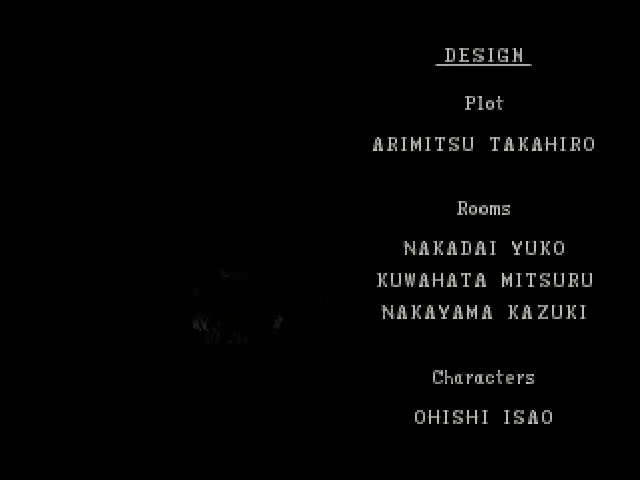 DESIGN
Plot
ARIMITSU TAKAHIRO
Rooms
NAKADAI YUKO
KUWAHATA MITSURU
NAKAYAMA KAZUKI
Characters
OHISHI ISAO